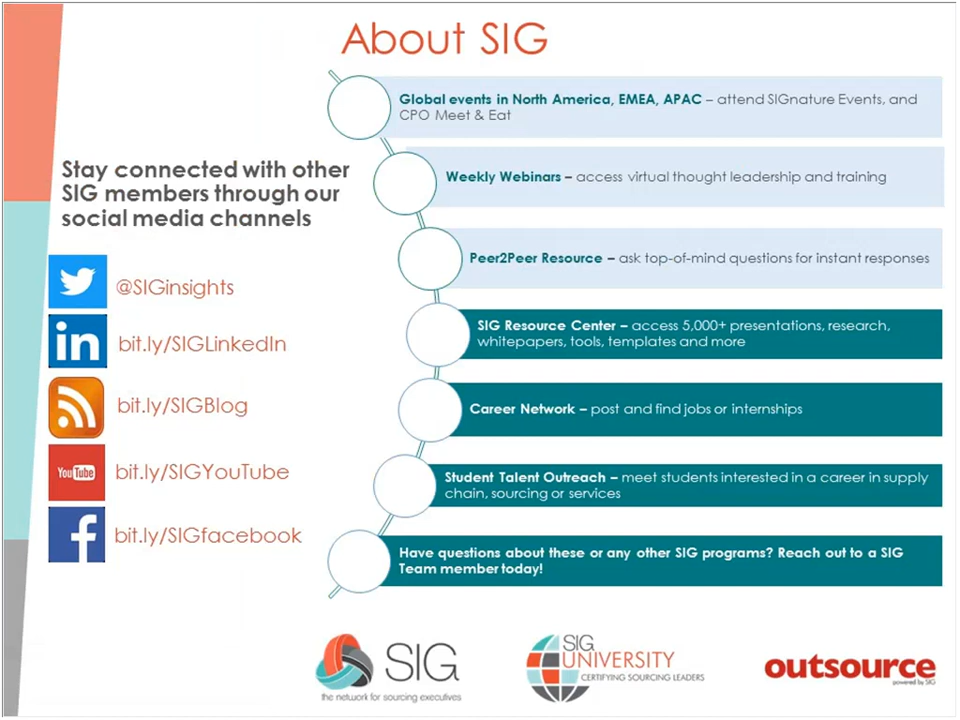 About SIG
Stay connected with other
SIG members through our
social media channels
@SIGinsights
in
bit.ly/SIGLinkedIn
bit.ly/SIGBlog
YouTube
bit.ly/SIGYouTube
f
bit.ly/SIGfacebook
Global events in North America, EMEA, APAC – attend SIGnature Events, and
CPO Meet & Eat
Weekly Webinars – access virtual thought leadership and training
Peer2Peer Resource – ask top-of-mind questions for instant responses
SIG Resource Center – access 5,000+ presentations, research,
whitepapers, tools, templates and more
Career Network – post and find jobs or internships
Student Talent Outreach – meet students interested in a career in supply
chain, sourcing or services
Have questions about these or any other SIG programs? Reach out to a SIG
Team member today!
SIG
the network for sourcing executives
SIG
UNIVERSITY
CERTIFYING SOURCING LEADERS
outsource
powered by SIG